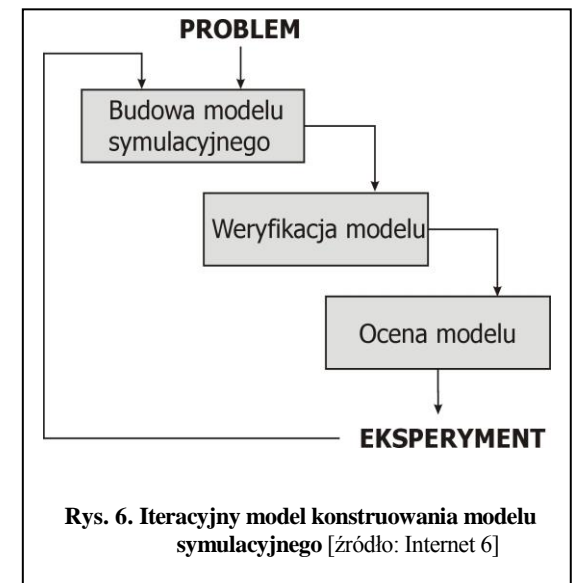 PROBLEM
Budowa modelu
symulacyjnego
Weryfikacja modelu
Ocena modelu
EKSPERYMENT
Rys. 6. Iteracyjny model konstruowania modelu
symulacyjnego [źródło: Internet 6]